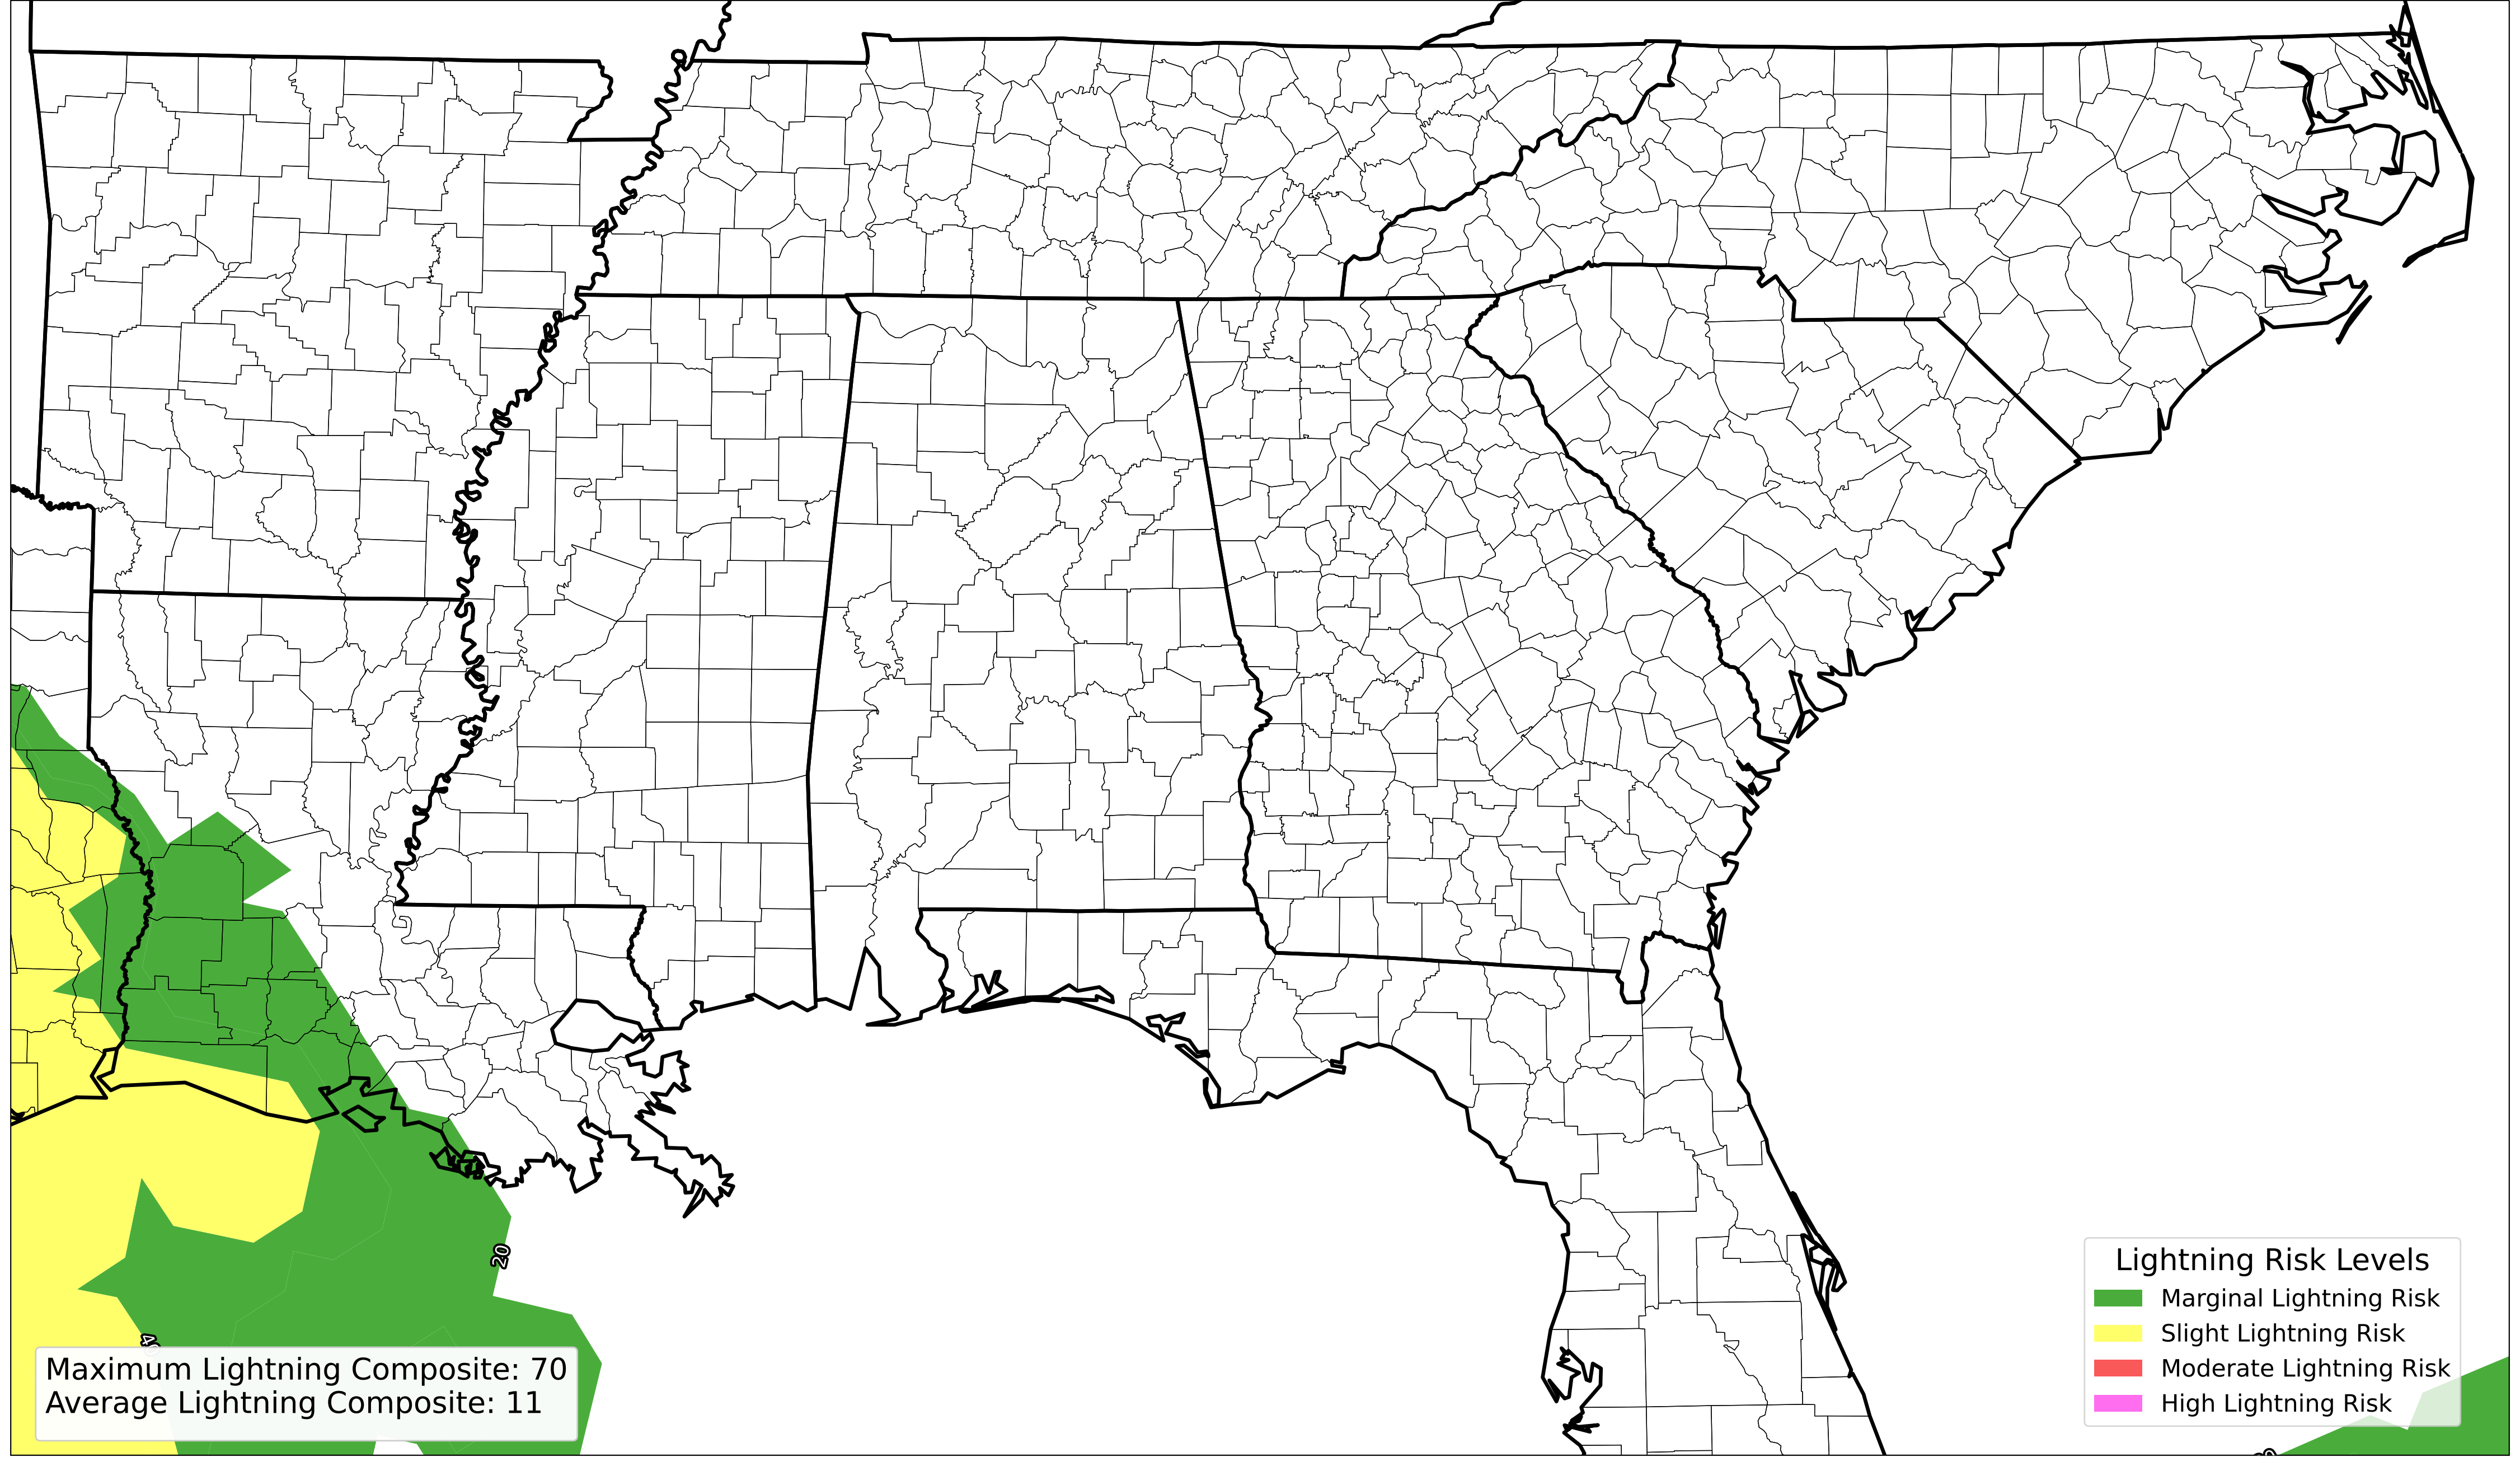 20
Maximum Lightning Composite: 70
Average Lightning Composite: 11
Lightning Risk Levels
Marginal Lightning Risk
Slight Lightning Risk
Moderate Lightning Risk
High Lightning Risk